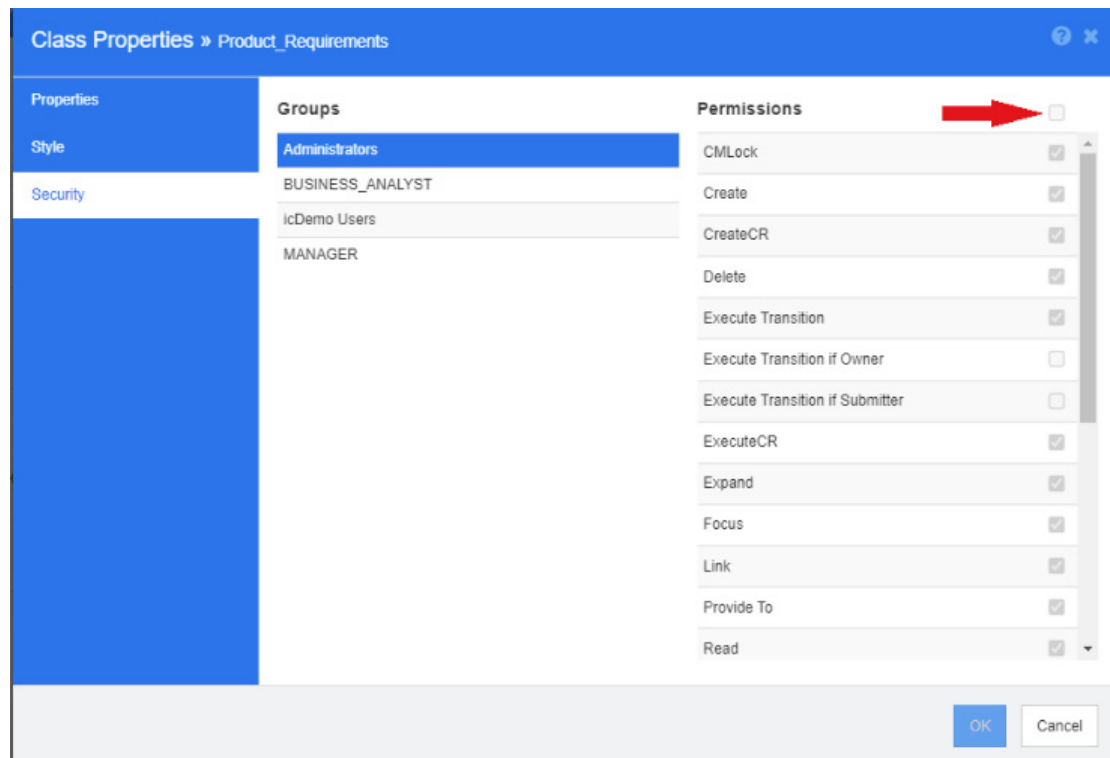 Class Properties » Product_Requirements
Properties
Style
Security
Groups
Administrators
BUSINESS_ANALYST
icDemo Users
MANAGER
Permissions
CMLock
Create
CreateCR
Delete
Execute Transition
Execute Transition if Owner
Execute Transition if Submitter
ExecuteCR
Expand
Focus
Link
Provide To
Read
OK
Cancel